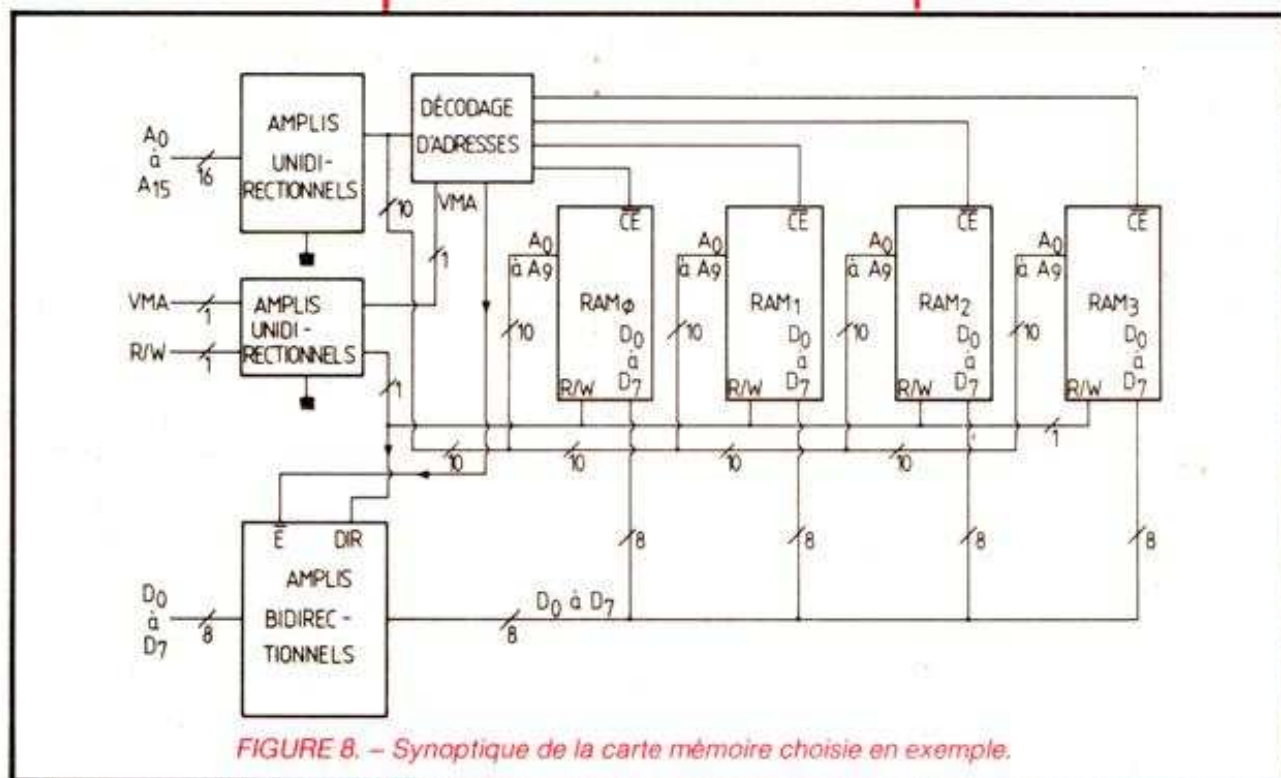 A0
à
A15
16
AMPLIS
UNIDI-
RECTIONNELS
DÉCODAGE
D'ADRESSES
10
VMA
1
VMA
1
R/W
1
AMPLIS
UNIDI-
RECTIONNELS
1
CE
A0
à A9
RAMφ
D0
à
D7
R/W
10
CE
A0
à A9
RAM1
D0
à
D7
R/W
10
CE
A0
à A9
RAM2
D0
à
D7
R/W
10
CE
A0
à A9
RAM3
D0
à
D7
R/W
10
1
10
10
10
10
E
DIR
AMPLIS
BIDIREC-
TIONNELS
D0
à
D7
8
D0 à D7
8
8
8
8
8
FIGURE 8. – Synoptique de la carte mémoire choisie en exemple.